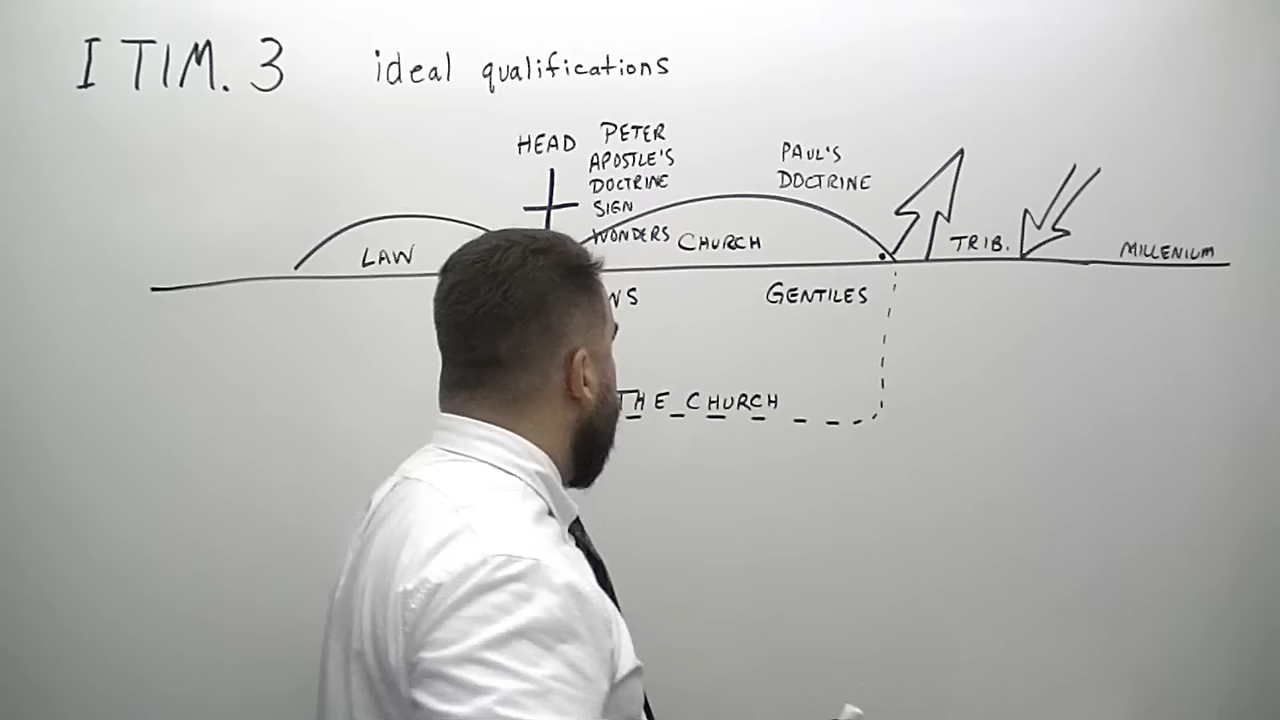 I TIM. 3 ideal qualifications
HEAD
PETER
APOSTLE'S
DOCTRINE
SIGN
WONDERS
PAUL'S
DOCTRINE
LAW
CHURCH
TRIB.
MILLENIUM
GENTILES
THE CHURCH